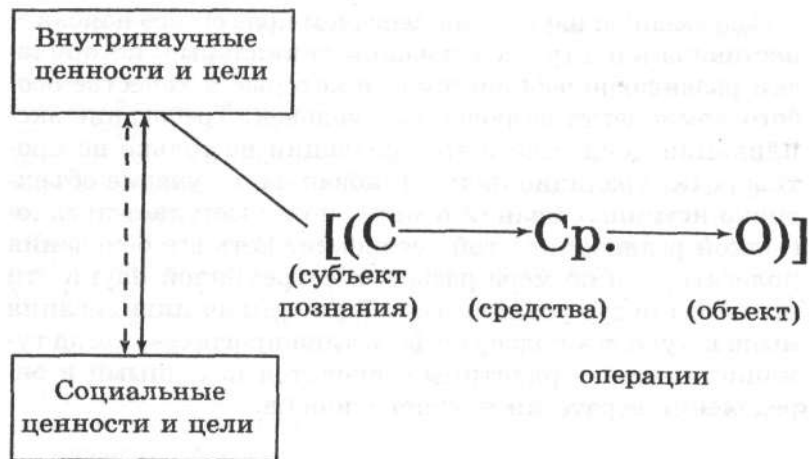 Внутринаучные
ценности и цели
[(С Ср. О)]
(субъект
познания) (средства) (объект)
операции
Социальные
ценности и цели